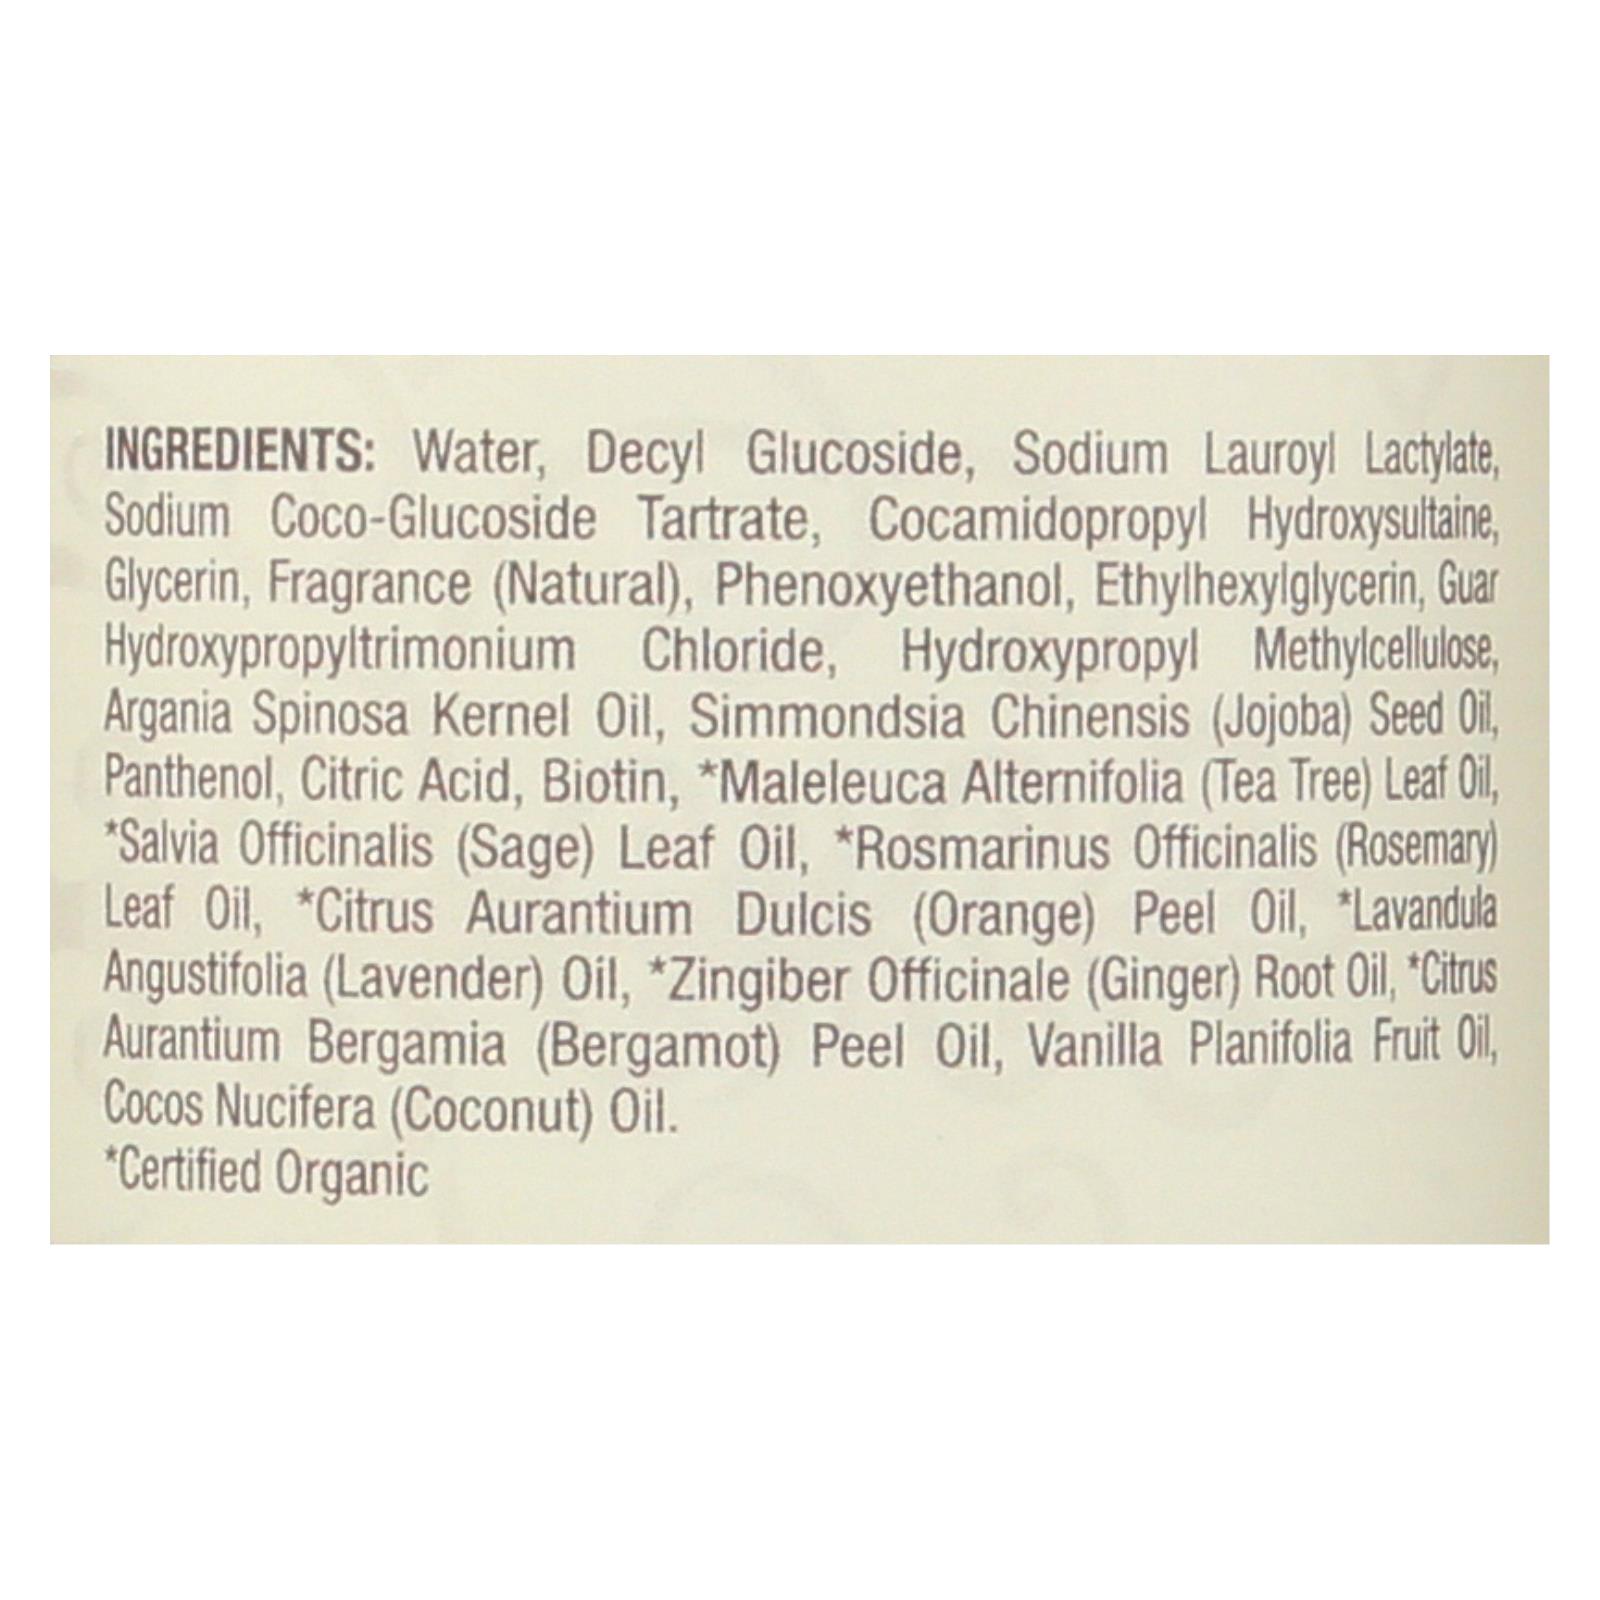 INGREDIENTS: Water, Decyl Glucoside, Sodium Lauroyl Lactylate,
Sodium Coco-Glucoside Tartrate, Cocamidopropyl Hydroxysultaine,
Glycerin, Fragrance (Natural), Phenoxyethanol, Ethylhexylglycerin, Guar
Hydroxypropyltrimonium Chloride, Hydroxypropyl Methylcellulose,
Argania Spinosa Kernel Oil, Simmondsia Chinensis (Jojoba) Seed Oil,
Panthenol, Citric Acid, Biotin, *Maleleuca Alternifolia (Tea Tree) Leaf Oil,
*Salvia Officinalis (Sage) Leaf Oil, *Rosmarinus Officinalis (Rosemary)
Leaf Oil, *Citrus Aurantium Dulcis (Orange) Peel Oil, *Lavandula
Angustifolia (Lavender) Oil, *Zingiber Officinale (Ginger) Root Oil, *Citrus
Aurantium Bergamia (Bergamot) Peel Oil, Vanilla Planifolia Fruit Oil,
Cocos Nucifera (Coconut) Oil.
*Certified Organic